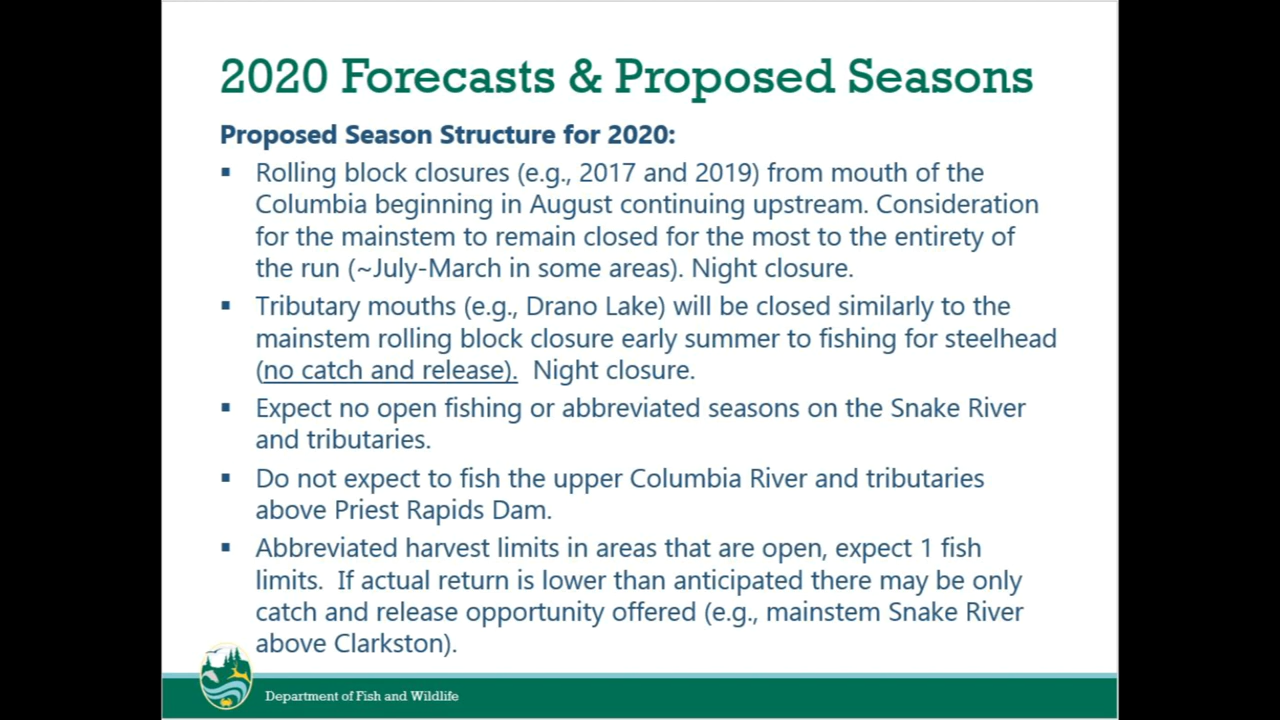 2020 Forecasts & Proposed Seasons
Proposed Season Structure for 2020:
▪ Rolling block closures (e.g., 2017 and 2019) from mouth of the
Columbia beginning in August continuing upstream. Consideration
for the mainstem to remain closed for the most to the entirety of
the run (~July-March in some areas). Night closure.
▪ Tributary mouths (e.g., Drano Lake) will be closed similarly to the
mainstem rolling block closure early summer to fishing for steelhead
(no catch and release). Night closure.
▪ Expect no open fishing or abbreviated seasons on the Snake River
and tributaries.
▪ Do not expect to fish the upper Columbia River and tributaries
above Priest Rapids Dam.
▪ Abbreviated harvest limits in areas that are open, expect 1 fish
limits. If actual return is lower than anticipated there may be only
catch and release opportunity offered (e.g., mainstem Snake River
above Clarkston).
Department of Fish and Wildlife